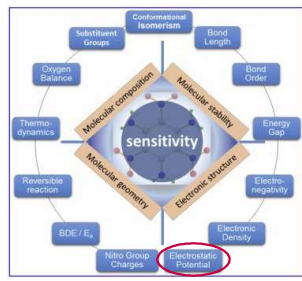 Conformational
Isomerism
Substituent
Groups
Bond
Length
Oxygen
Balance
Bond
Order
Molecular composition
Molecular stability
Thermo-
dynamics
Energy
Gap
sensitivity
Reversible
reaction
Electro-
negativity
Molecular geometry
Electronic structure
BDE / Ea
Electronic
Density
Nitro Group
Charges
Electrostatic
Potential